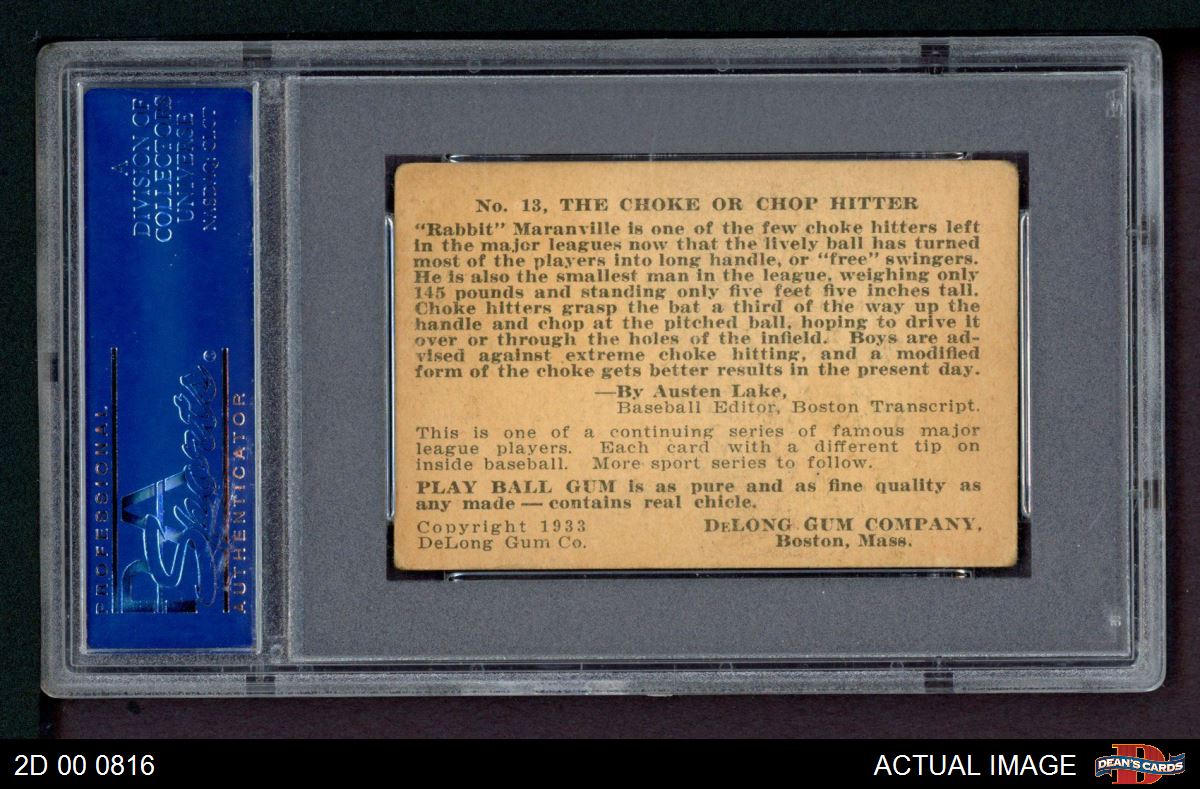 A
DIVISION OF
COLLECTORS
UNIVERSE
NASDAQ: CLCT
PROFESSIONAL
PSA
Sports®
AUTHENTICATOR
No. 13, THE CHOKE OR CHOP HITTER
"Rabbit" Maranville is one of the few choke hitters left
in the major leagues now that the lively ball has turned
most of the players into long handle, or "free" swingers.
He is also the smallest man in the league, weighing only
145 pounds and standing only five feet five inches tall.
Choke hitters grasp the bat a third of the way up the
handle and chop at the pitched ball, hoping to drive it
over or through the holes of the infield. Boys are ad-
vised against extreme choke hitting, and a modified
form of the choke gets better results in the present day.
—By Austen Lake,
Baseball Editor, Boston Transcript.
This is one of a continuing series of famous major
league players. Each card with a different tip on
inside baseball. More sport series to follow.
PLAY BALL GUM is as pure and as fine quality as
any made — contains real chicle.
Copyright 1933
DeLong Gum Co.
DELONG GUM COMPANY,
Boston, Mass.
2D 00 0816
ACTUAL IMAGE
D
DEAN'S CARDS